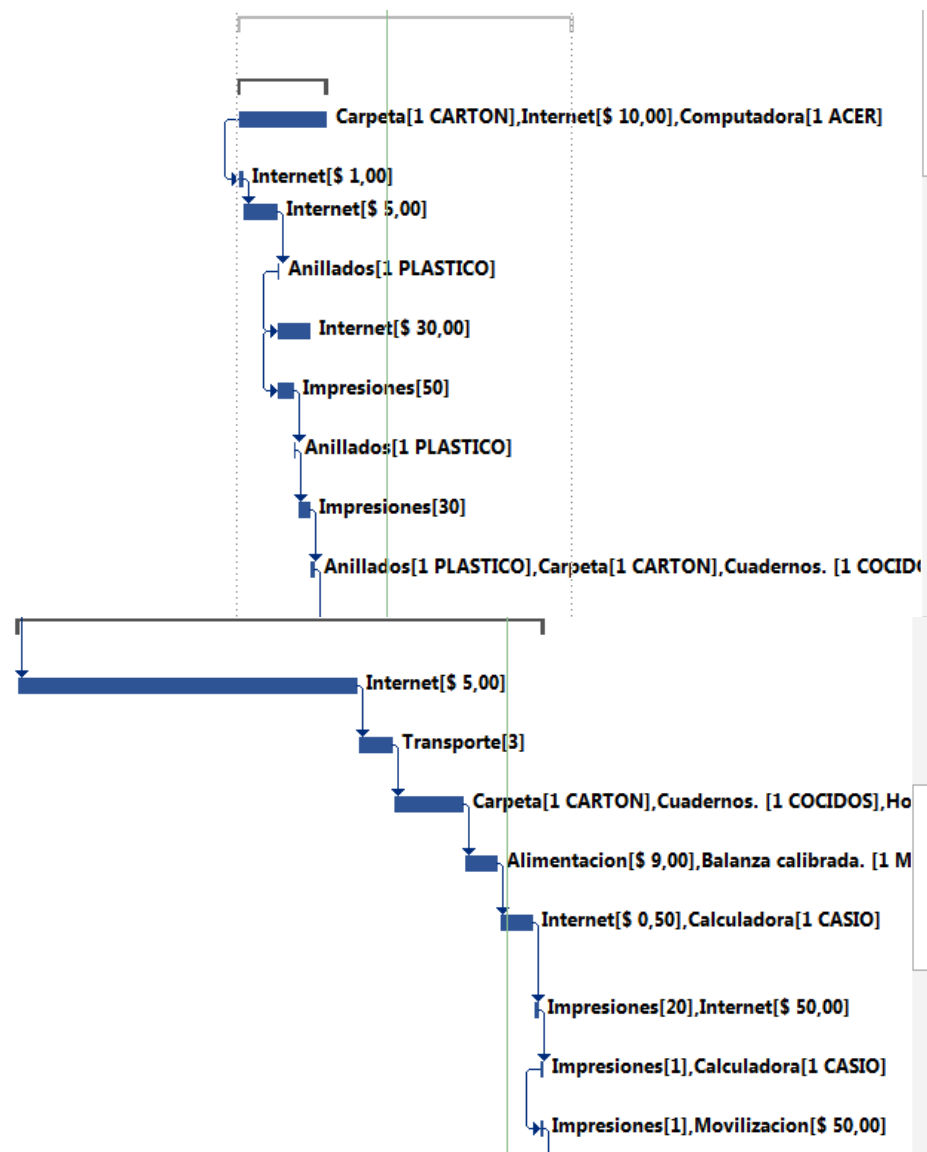 Carpeta[1 CARTON],Internet[$ 10,00],Computadora[1 ACER]
Internet[$ 1,00]
Internet[$ 5,00]
Anillados[1 PLASTICO]
Internet[$ 30,00]
Impresiones[50]
Anillados[1 PLASTICO]
Impresiones[30]
Anillados[1 PLASTICO],Carpeta[1 CARTON],Cuadernos. [1
Internet[$ 5,00]
Transporte[3]
Carpeta[1 CARTON],Cuadernos. [1 COCIDOS],Ho
Alimentacion[$ 9,00],Balanza calibrada. [1 M
Internet[$ 0,50],Calculadora[1 CASIO]
Impresiones[20],Internet[$ 50,00]
Impresiones[1],Calculadora[1 CASIO]
Impresiones[1],Movilizacion[$ 50,00]